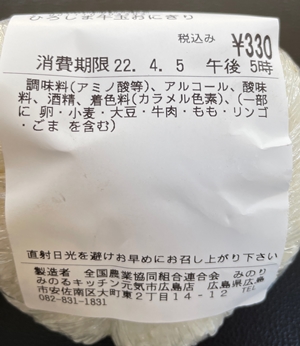 ひろしま牛玉おにぎり
税込み ¥330
消費期限 22. 4. 5 午後 5時
調味料(アミノ酸等)、アルコール、酸味
料、酒精、着色料(カラメル色素)、(一部
に 卵・小麦・大豆・牛肉・もも・リンゴ
・ごま を含む)
直射日光を避けお早めにお召し上がり下さい
製造者 全国農業協同組合連合会 みのり
みのるキッチン元気市広島店 広島県広島
市安佐南区大町東2丁目14-12 TEL
082-831-1831